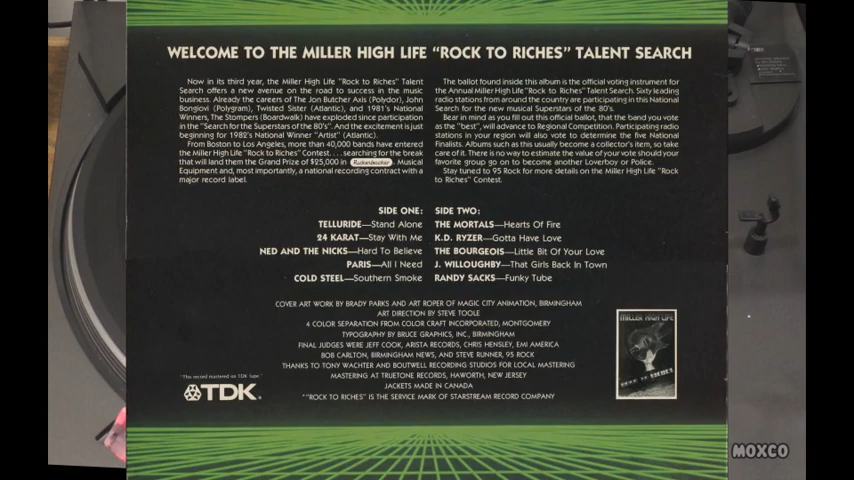 WELCOME TO THE MILLER HIGH LIFE "ROCK TO RICHES" TALENT SEARCH
Now in its third year, the Miller High Life "Rock to Riches" Talent
Search offers a new avenue on the road to success in the music
business. Already the careers of The Jon Butcher Axis (Polydor), John
Bongiovi (Polygram), Twisted Sister (Atlantic), and 1981's National
Winners, The Stompers (Boardwalk) have exploded since participation
in the "Search for the Superstars of the 80's". And the excitement is just
beginning for 1982's National Winner "Artist" (Atlantic).
From Boston to Los Angeles, more than 40,000 bands have entered
the Miller High Life "Rock to Riches" Contest. . . . searching for the break
that will land them the Grand Prize of $25,000 in Rickenbacker. Musical
Equipment and, most importantly, a national recording contract with a
major record label.
The ballot found inside this album is the official voting instrument for
the Annual Miller High Life "Rock to Riches" Talent Search. Sixty leading
radio stations from around the country are participating in this National
Search for the new musical Superstars of the 80's.
Bear in mind as you fill out this official ballot, that the band you vote
as the "best", will advance to Regional Competition. Participating radio
stations in your region will also vote to determine the five National
Finalists. Albums such as this usually become a collector's item, so take
care of it. There is no way to estimate the value of your vote should your
favorite group go on to become another Loverboy or Police.
Stay tuned to 95 Rock for more details on the Miller High Life "Rock
to Riches" Contest.
SIDE ONE:
TELLURIDE—Stand Alone
24 KARAT—Stay With Me
NED AND THE NICKS—Hard To Believe
PARIS—All I Need
COLD STEEL—Southern Smoke
SIDE TWO:
THE MORTALS—Hearts Of Fire
K.D. RYZER—Gotta Have Love
THE BOURGEOIS—Little Bit Of Your Love
J. WILLOUGHBY—That Girls Back In Town
RANDY SACKS—Funky Tube
COVER ART WORK BY BRADY PARKS AND ART ROPER OF MAGIC CITY ANIMATION, BIRMINGHAM
ART DIRECTION BY STEVE TOOLE
4 COLOR SEPARATION FROM COLOR CRAFT INCORPORATED, MONTGOMERY
TYPOGRAPHY BY BRUCE GRAPHICS, INC., BIRMINGHAM
FINAL JUDGES WERE JEFF COOK, ARISTA RECORDS, CHRIS HENSLEY, EMI AMERICA
BOB CARLTON, BIRMINGHAM NEWS, AND STEVE RUNNER, 95 ROCK
THANKS TO TONY WACHTER AND BOUTWELL RECORDING STUDIOS FOR LOCAL MASTERING
MASTERING AT TRUETONE RECORDS, HAWORTH, NEW JERSEY
JACKETS MADE IN CANADA
*"ROCK TO RICHES" IS THE SERVICE MARK OF STARSTREAM RECORD COMPANY
"This record mastered on TDK tape."
TDK.
MILLER HIGH LIFE
ROCK TO RICHES
MOXCO